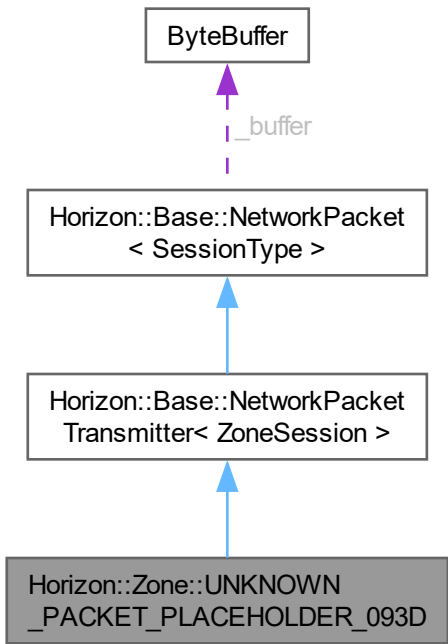 ByteBuffer
_buffer
Horizon::Base::NetworkPacket
< SessionType >
Horizon::Base::NetworkPacket
Transmitter< ZoneSession >
Horizon::Zone::UNKNOWN
_PACKET_PLACEHOLDER_093D